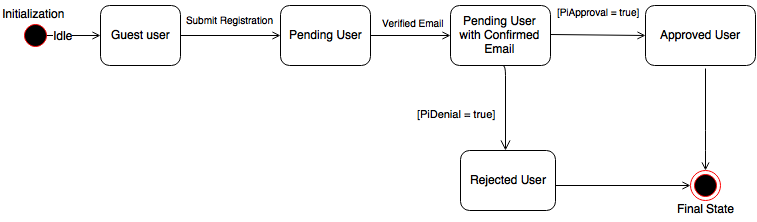 Initialization
Idle
Guest user
Submit Registration
Pending User
Verified Email
Pending User
with Confirmed
Email
[PiApproval = true]
Approved User
[PiDenial = true]
Rejected User
Final State